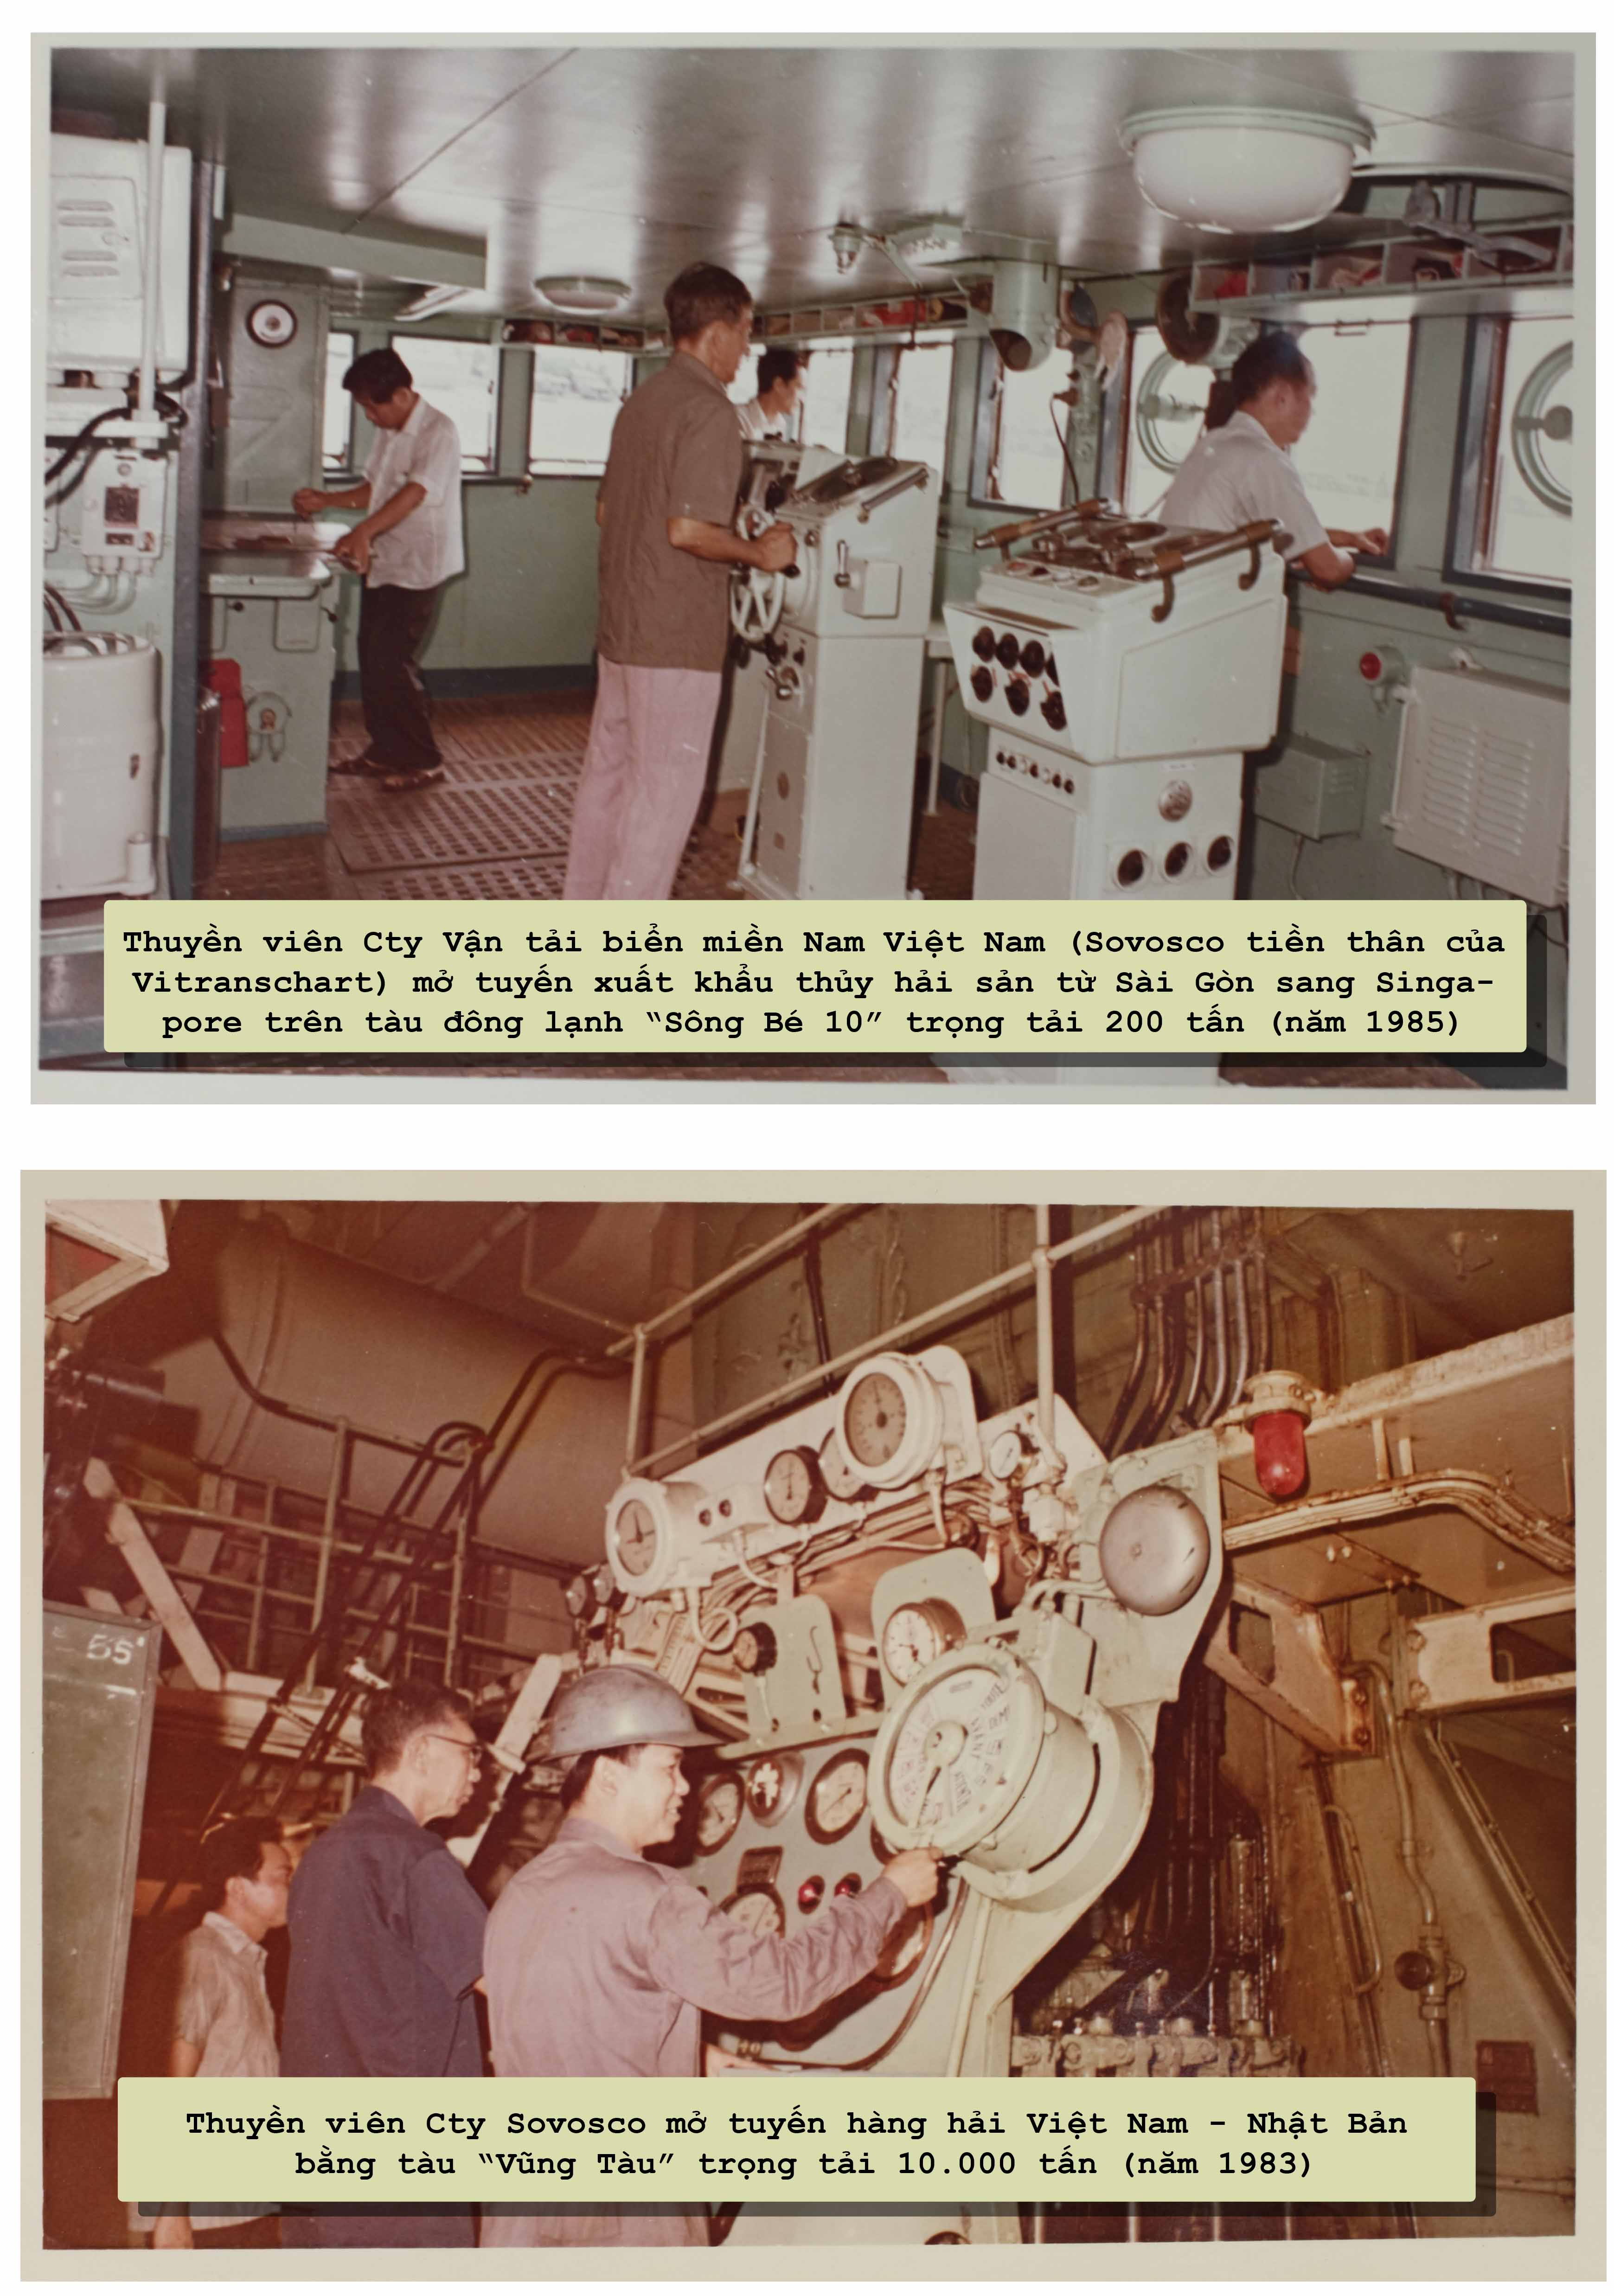 Thuyền viên Cty Vận tải biển miền Nam Việt Nam (Sovosco tiền thân của
Vitranschart) mở tuyến xuất khẩu thủy hải sản từ Sài Gòn sang Singa-
pore trên tàu đông lạnh “Sông Bé 10” trọng tải 200 tấn (năm 1985)
55'
Thuyền viên Cty Sovosco mở tuyến hàng hải Việt Nam - Nhật Bản
bằng tàu “Vũng Tàu” trọng tải 10.000 tấn (năm 1983)